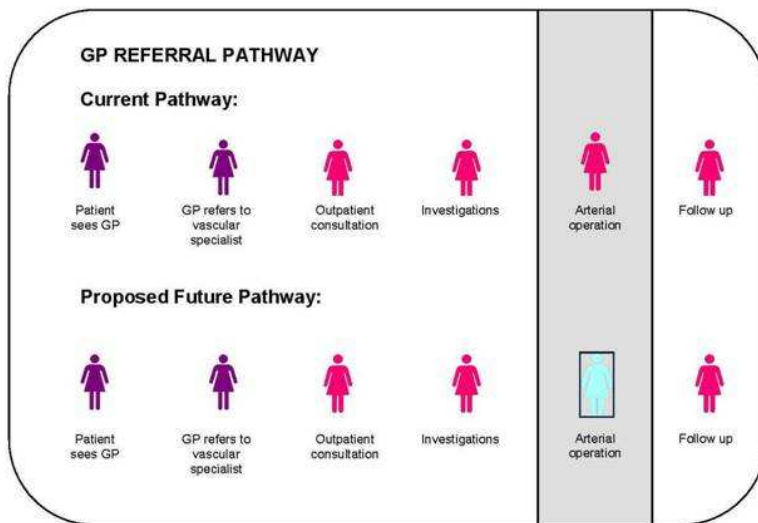 GP REFERRAL PATHWAY
Current Pathway:
Patient
sees GP
GP refers to
vascular
specialist
Outpatient
consultation
Investigations
Arterial
operation
Follow up
Proposed Future Pathway:
Patient
sees GP
GP refers to
vascular
specialist
Outpatient
consultation
Investigations
Arterial
operation
Follow up